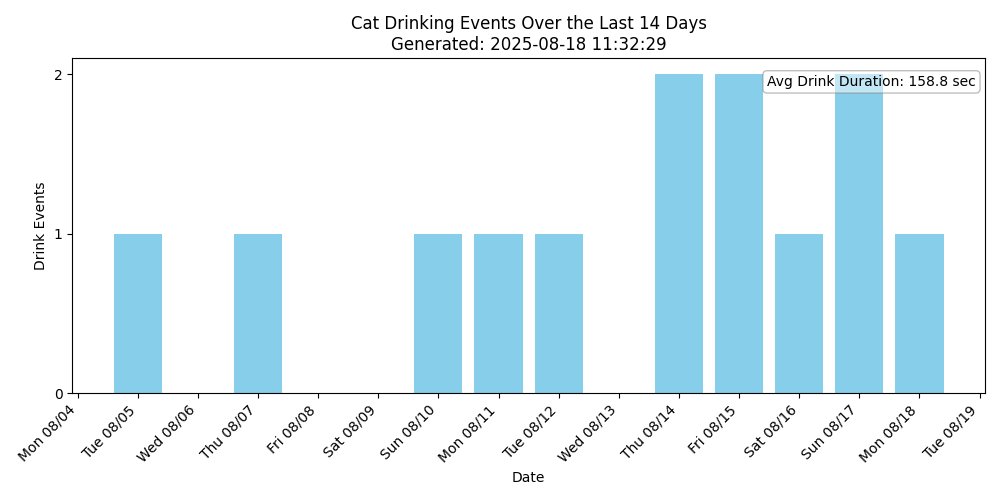 Cat Drinking Events Over the Last 14 Days
Generated: 2025-08-18 11:32:29
Avg Drink Duration: 158.8 sec
Drink Events
2
1
0
Mon 08/04
Tue 08/05
Wed 08/06
Thu 08/07
Fri 08/08
Sat 08/09
Sun 08/10
Mon 08/11
Tue 08/12
Wed 08/13
Thu 08/14
Fri 08/15
Sat 08/16
Sun 08/17
Mon 08/18
Tue 08/19
Date